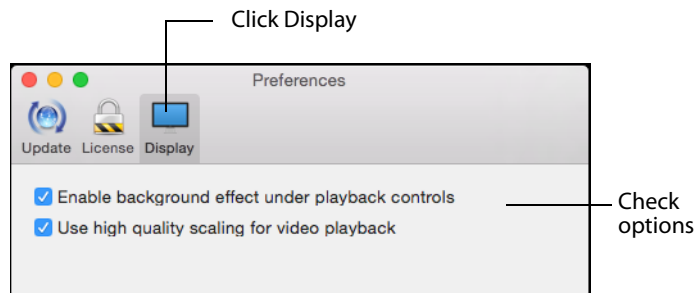 Click Display
Preferences
Update License Display
Enable background effect under playback controls
Use high quality scaling for video playback
Check
options